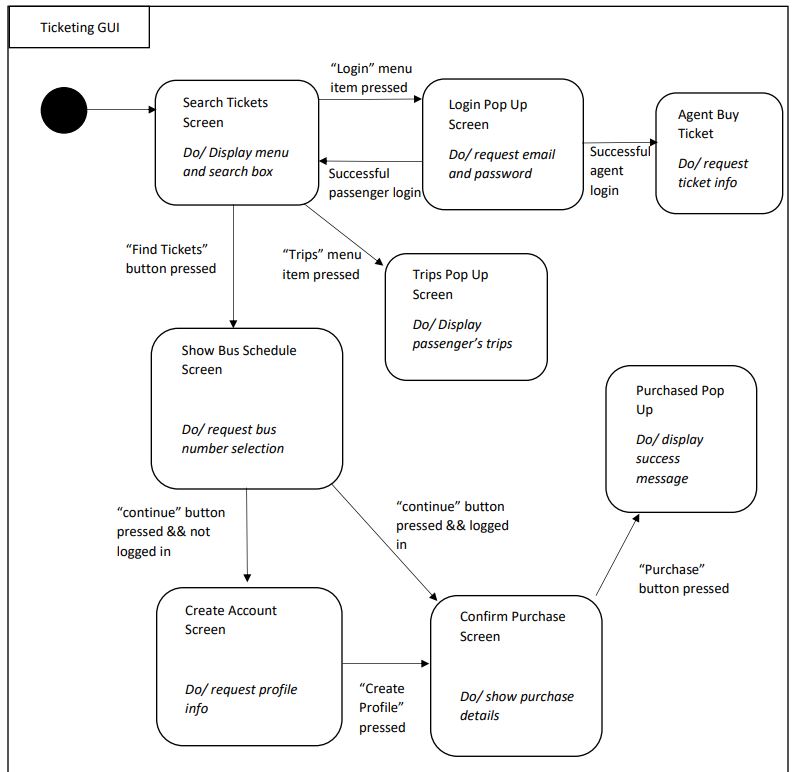 Ticketing GUI
"Login" menu
item pressed
Search Tickets
Screen
Do/ Display menu
and search box
Login Pop Up
Screen
Do/ request email
and password
Agent Buy
Ticket
Do/ request
ticket info
Successful
passenger login
Successful
agent
login
"Find Tickets"
button pressed
"Trips" menu
item pressed
Trips Pop Up
Screen
Do/ Display
passenger's trips
Show Bus Schedule
Screen
Do/ request bus
number selection
Purchased Pop
Up
Do/ display
success
message
"continue" button
pressed && not
logged in
"continue" button
pressed && logged
in
"Purchase"
button pressed
Create Account
Screen
Do/ request profile
info
"Create
Profile"
pressed
Confirm Purchase
Screen
Do/ show purchase
details